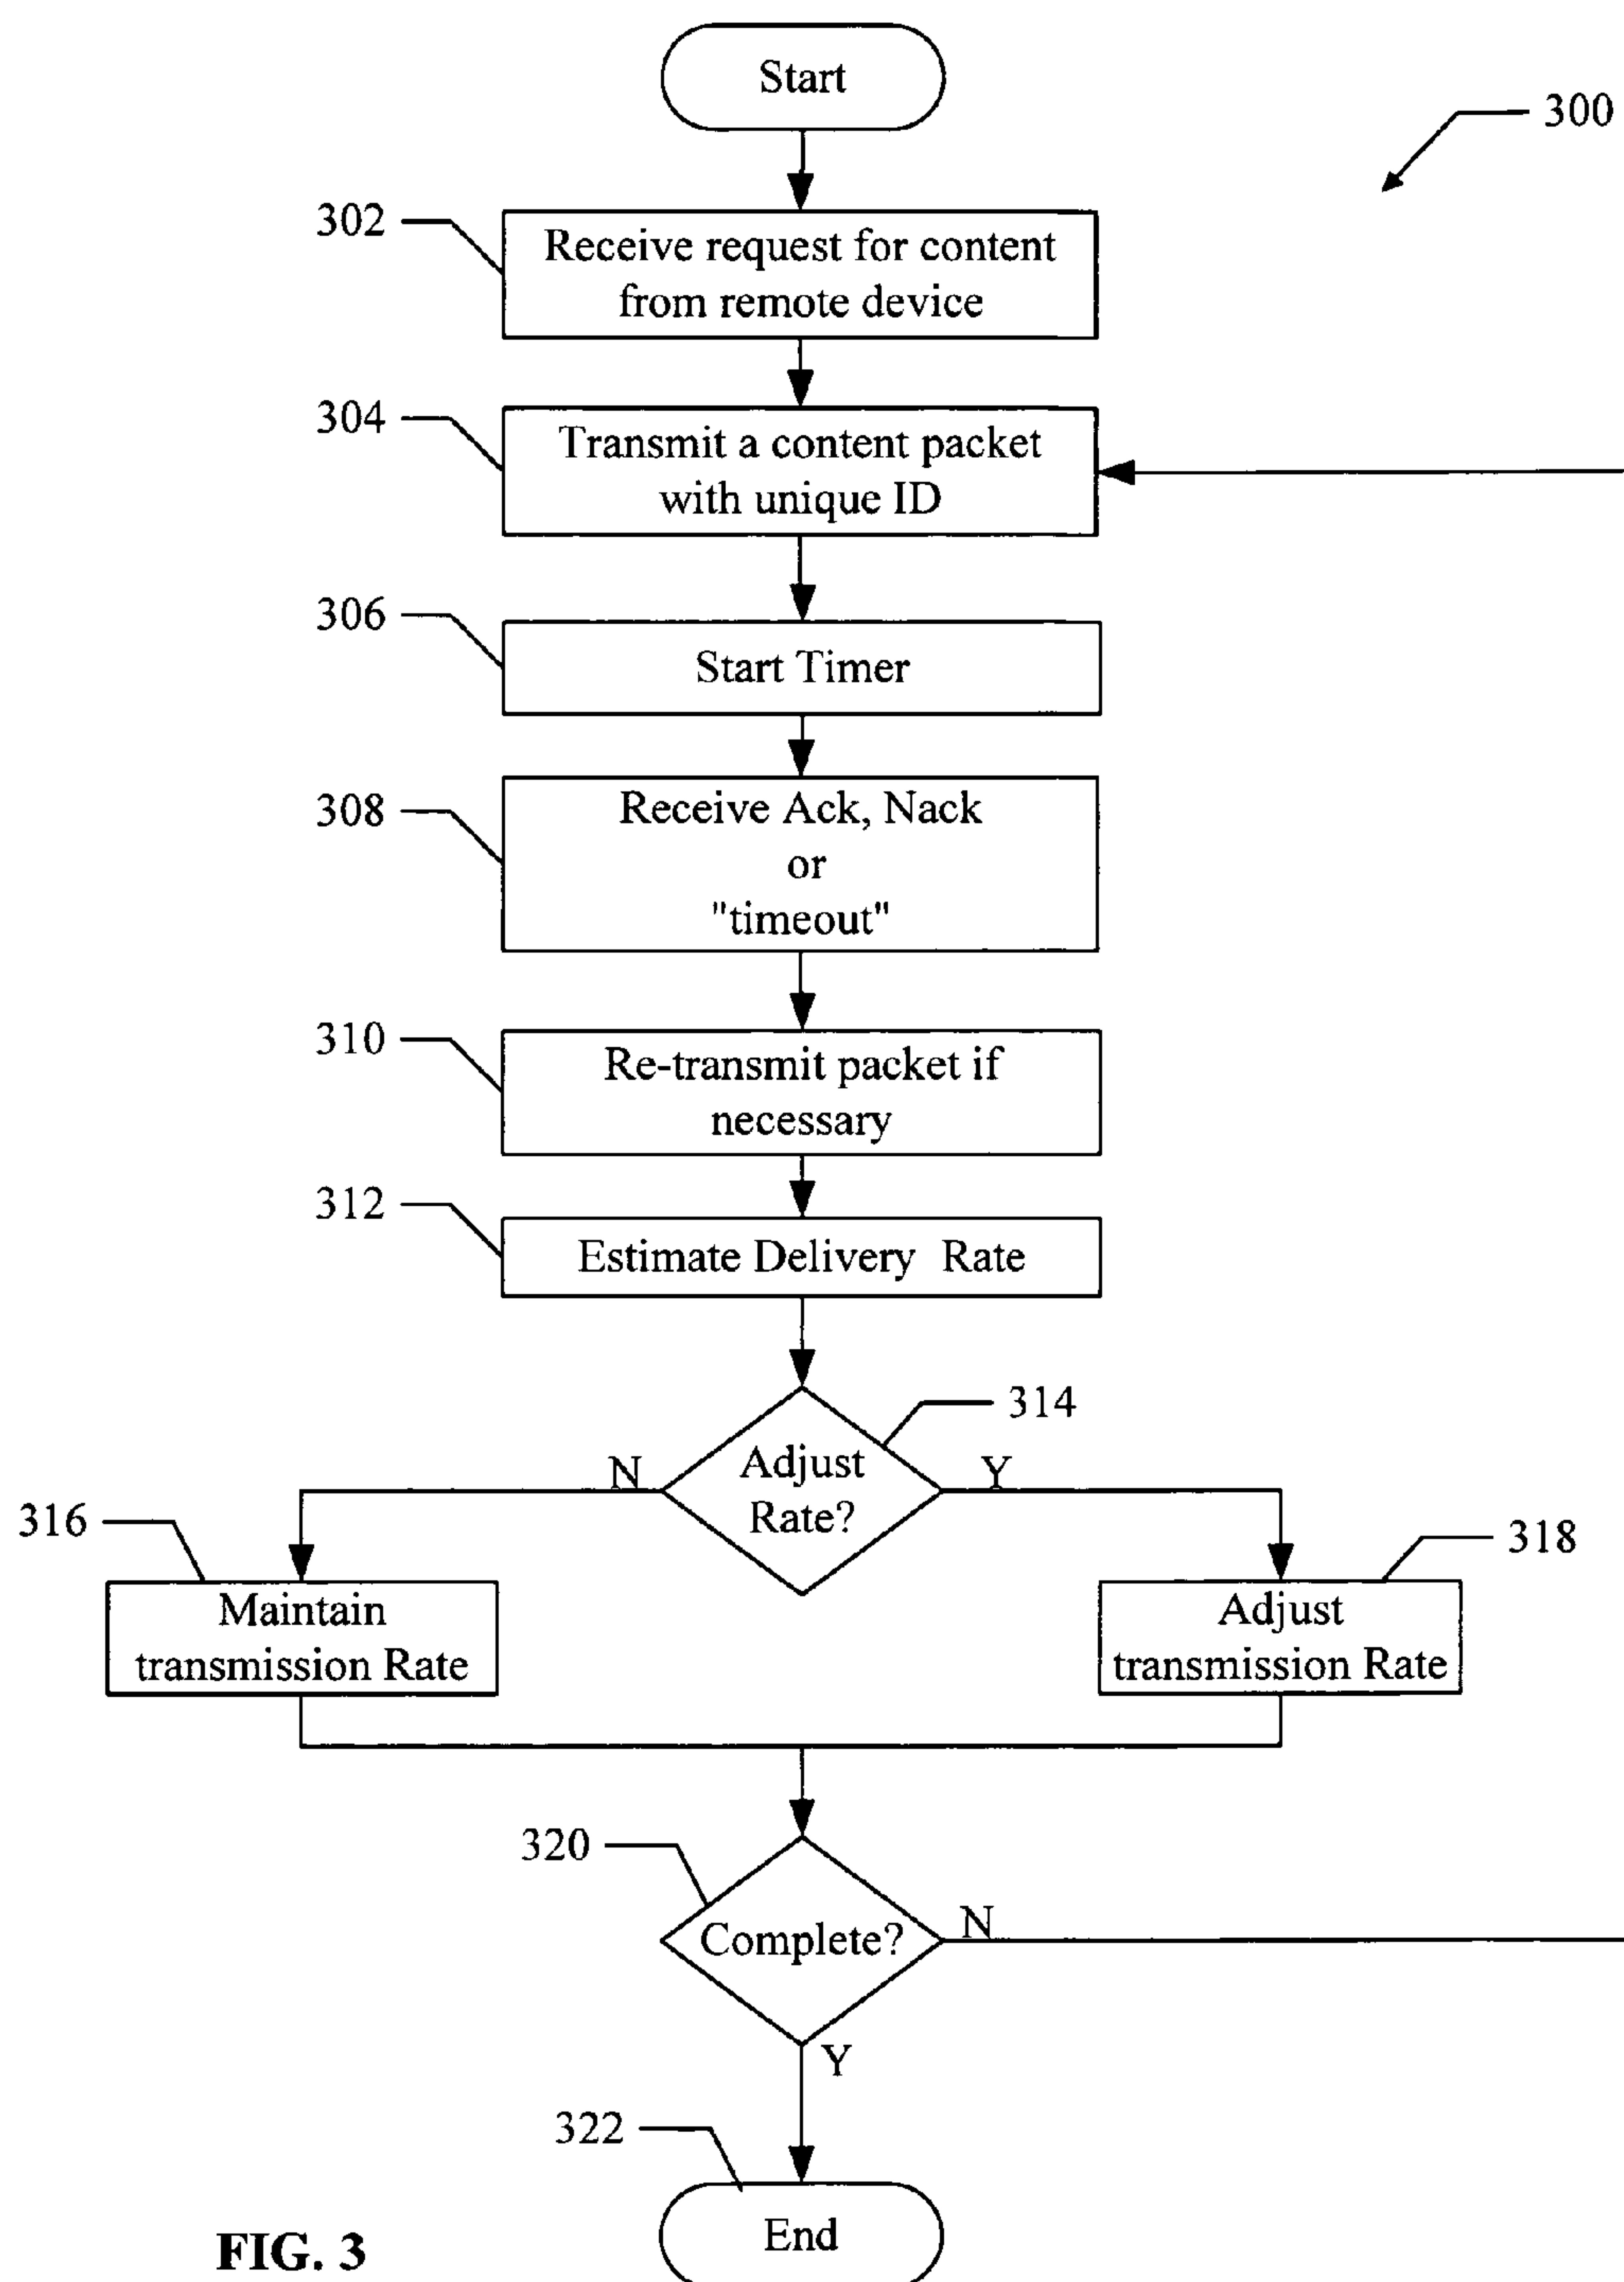 Start
300
302
Receive request for content
from remote device
304
Transmit a content packet
with unique ID
306
Start Timer
308
Receive Ack, Nack
or
"timeout"
310
Re-transmit packet if
necessary
312
Estimate Delivery Rate
314
Adjust
Rate?
N
Y
316
Maintain
transmission Rate
318
Adjust
transmission Rate
320
Complete?
N
Y
322
End
FIG. 3